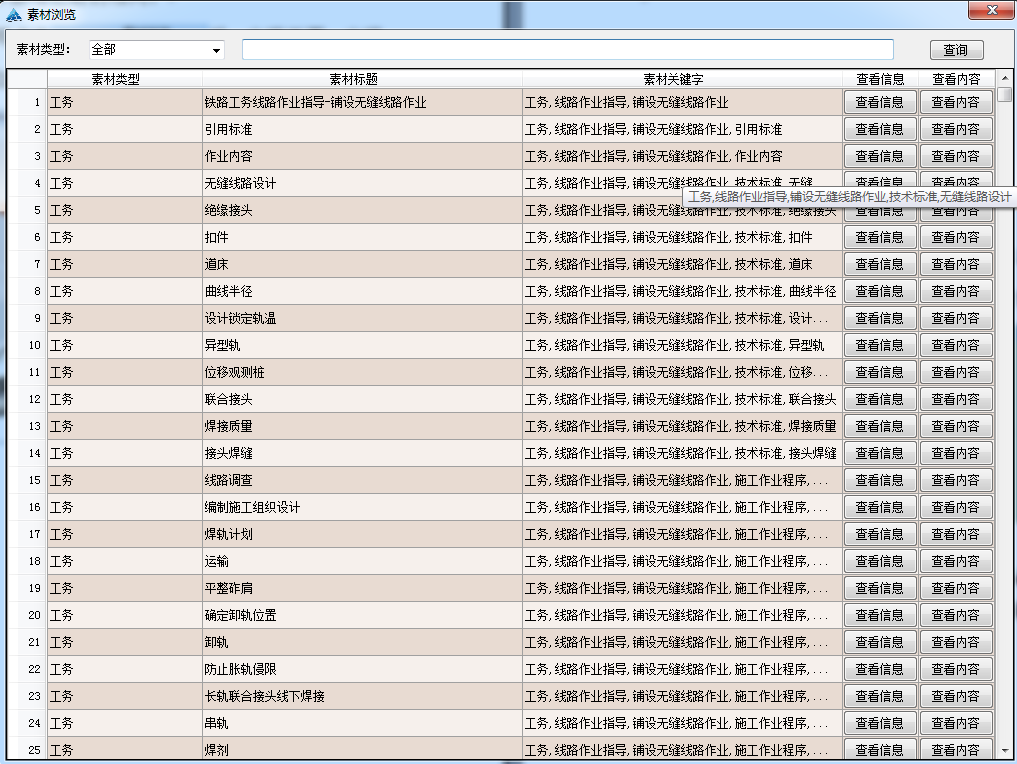 素材浏览
素材类型: 全部 查询
素材类型 素材标题 素材关键字 查看信息 查看内容
1 工务 铁路工务线路作业指导-铺设无缝线路作业 工务,线路作业指导,铺设无缝线路作业 查看信息 查看内容
2 工务 引用标准 工务,线路作业指导,铺设无缝线路作业,引用标准 查看信息 查看内容
3 工务 作业内容 工务,线路作业指导,铺设无缝线路作业,作业内容 查看信息 查看内容
4 工务 无缝线路设计 工务,线路作业指导,铺设无缝线路作业,技术标准,无缝... 查看信息 查看内容
工务,线路作业指导,铺设无缝线路作业,技术标准,无缝线路设计
5 工务 绝缘接头 工务,线路作业指导,铺设无缝线路作业,技术标准,绝缘接头 查看信息 查看内容
6 工务 扣件 工务,线路作业指导,铺设无缝线路作业,技术标准,扣件 查看信息 查看内容
7 工务 道床 工务,线路作业指导,铺设无缝线路作业,技术标准,道床 查看信息 查看内容
8 工务 曲线半径 工务,线路作业指导,铺设无缝线路作业,技术标准,曲线半径 查看信息 查看内容
9 工务 设计锁定轨温 工务,线路作业指导,铺设无缝线路作业,技术标准,设计... 查看信息 查看内容
10 工务 异型轨 工务,线路作业指导,铺设无缝线路作业,技术标准,异型轨 查看信息 查看内容
11 工务 位移观测桩 工务,线路作业指导,铺设无缝线路作业,技术标准,位移... 查看信息 查看内容
12 工务 联合接头 工务,线路作业指导,铺设无缝线路作业,技术标准,联合接头 查看信息 查看内容
13 工务 焊接质量 工务,线路作业指导,铺设无缝线路作业,技术标准,焊接质量 查看信息 查看内容
14 工务 接头焊缝 工务,线路作业指导,铺设无缝线路作业,技术标准,接头焊缝 查看信息 查看内容
15 工务 线路调查 工务,线路作业指导,铺设无缝线路作业,施工作业程序,... 查看信息 查看内容
16 工务 编制施工组织设计 工务,线路作业指导,铺设无缝线路作业,施工作业程序,... 查看信息 查看内容
17 工务 焊轨计划 工务,线路作业指导,铺设无缝线路作业,施工作业程序,... 查看信息 查看内容
18 工务 运输 工务,线路作业指导,铺设无缝线路作业,施工作业程序,... 查看信息 查看内容
19 工务 平整砟肩 工务,线路作业指导,铺设无缝线路作业,施工作业程序,... 查看信息 查看内容
20 工务 确定卸轨位置 工务,线路作业指导,铺设无缝线路作业,施工作业程序,... 查看信息 查看内容
21 工务 卸轨 工务,线路作业指导,铺设无缝线路作业,施工作业程序,... 查看信息 查看内容
22 工务 防止胀轨侵限 工务,线路作业指导,铺设无缝线路作业,施工作业程序,... 查看信息 查看内容
23 工务 长轨联合接头线下焊接 工务,线路作业指导,铺设无缝线路作业,施工作业程序,... 查看信息 查看内容
24 工务 串轨 工务,线路作业指导,铺设无缝线路作业,施工作业程序,... 查看信息 查看内容
25 工务 焊剂 工务,线路作业指导,铺设无缝线路作业,施工作业程序,... 查看信息 查看内容